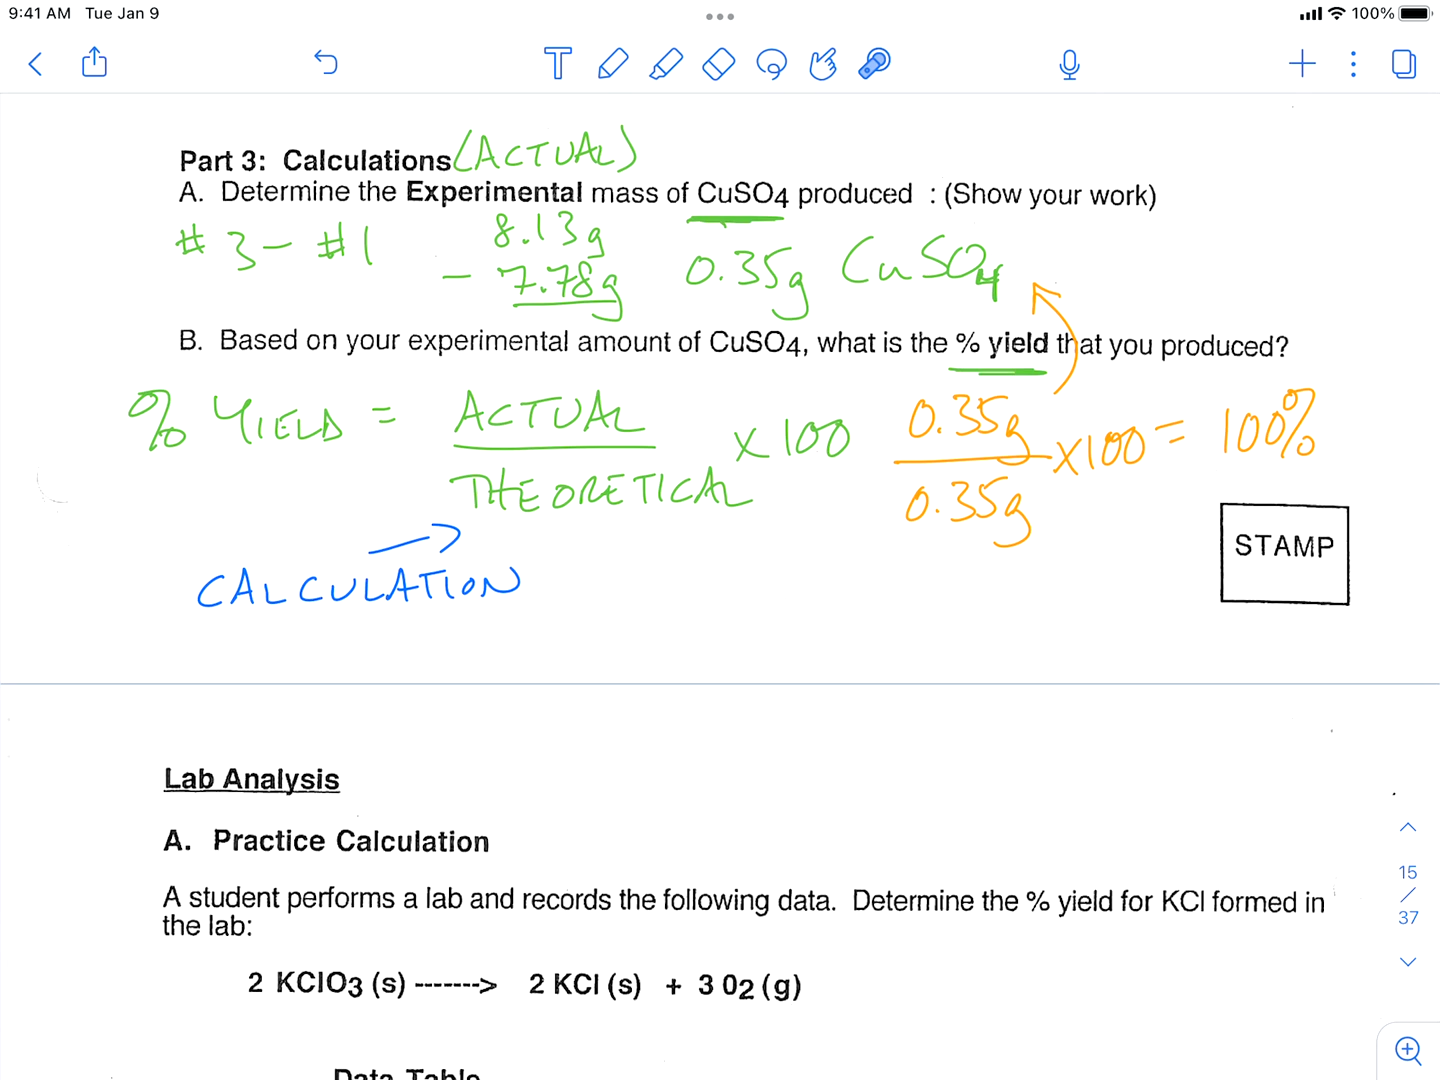 9:41 AM Tue Jan 9
100%
Part 3: Calculations (ACTUAL)
A. Determine the Experimental mass of CuSO4 produced : (Show your work)
#3 - #1
8.13g
- 7.78g
0.35g CuSO4
B. Based on your experimental amount of CuSO4, what is the % yield that you produced?
% YIELD = ACTUAL
THEORETICAL
x 100
0.35g
0.35g
x100 = 100%
CALCULATION
STAMP
Lab Analysis
A. Practice Calculation
A student performs a lab and records the following data. Determine the % yield for KCl formed in
the lab:
2 KClO3 (s) -------> 2 KCl (s) + 3 O2 (g)
Data Table
15
/
37